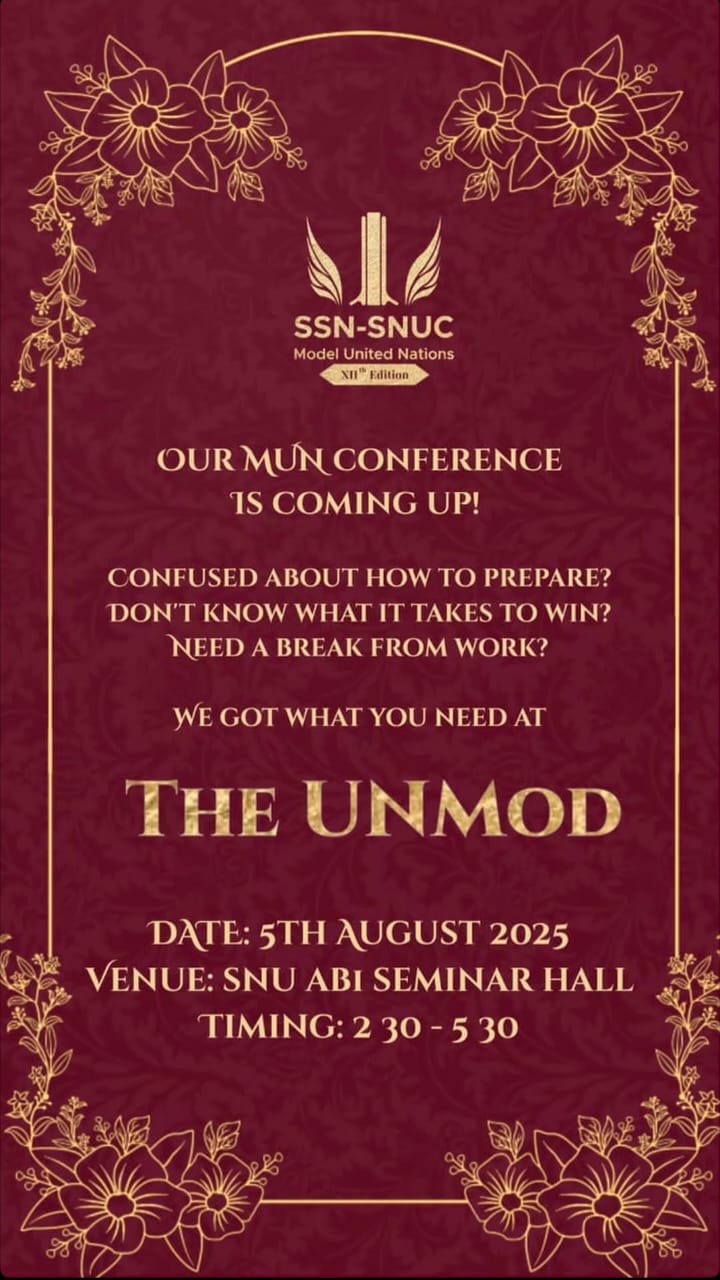 SSN-SNUC
Model United Nations
XIIth Edition
Our MUN Conference
is coming up!
Confused about how to prepare?
Don't know what it takes to win?
Need a break from work?
We got what you need at
The UNMod
Date: 5th August 2025
Venue: SNU AB1 Seminar Hall
Timing: 2 30 - 5 30